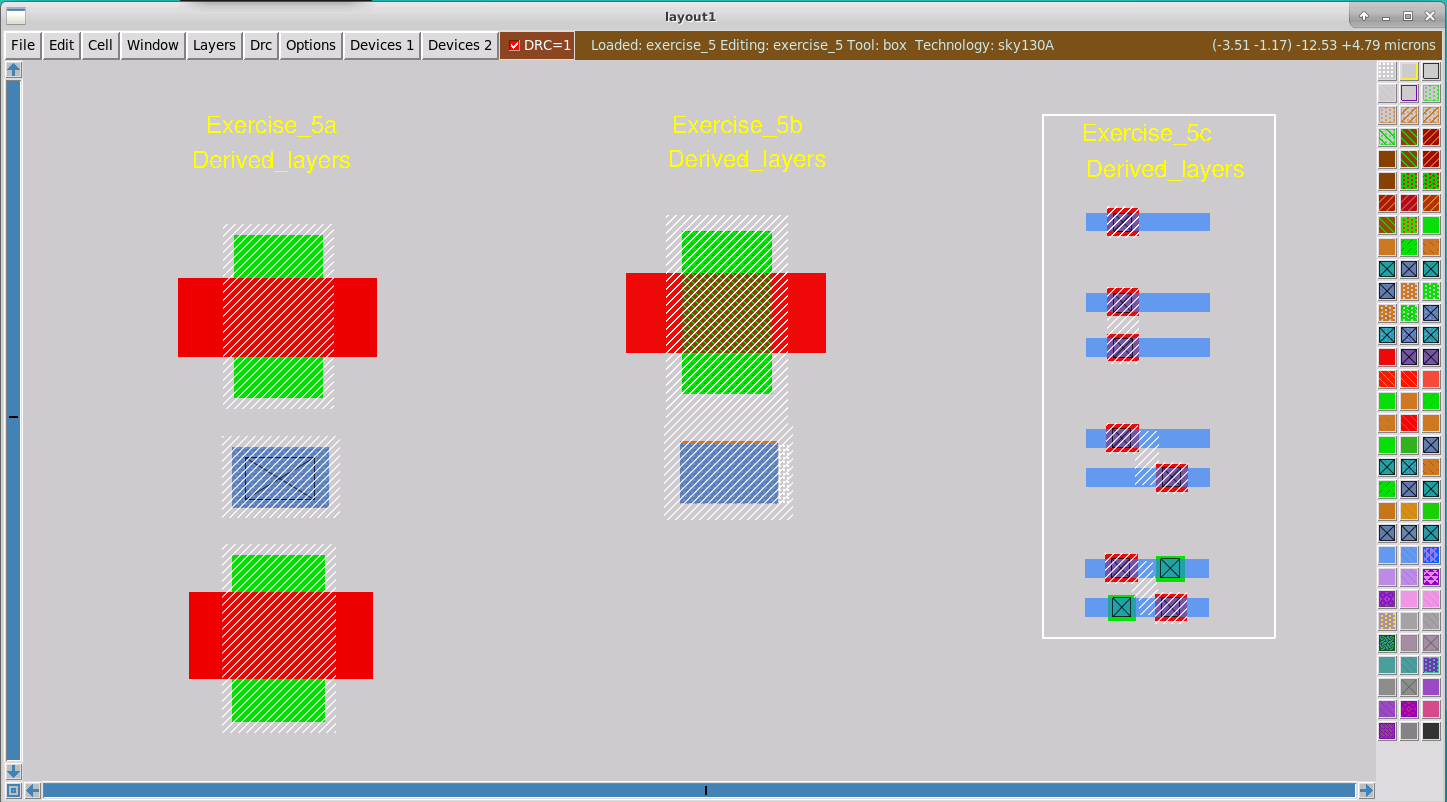 layout1
File Edit Cell Window Layers Drc Options Devices 1 Devices 2 DRC=1 Loaded: exercise_5 Editing: exercise_5 Tool: box Technology: sky130A (-3.51 -1.17) -12.53 +4.79 microns
Exercise_5a
Derived_layers
Exercise_5b
Derived_layers
Exercise_5c
Derived_layers